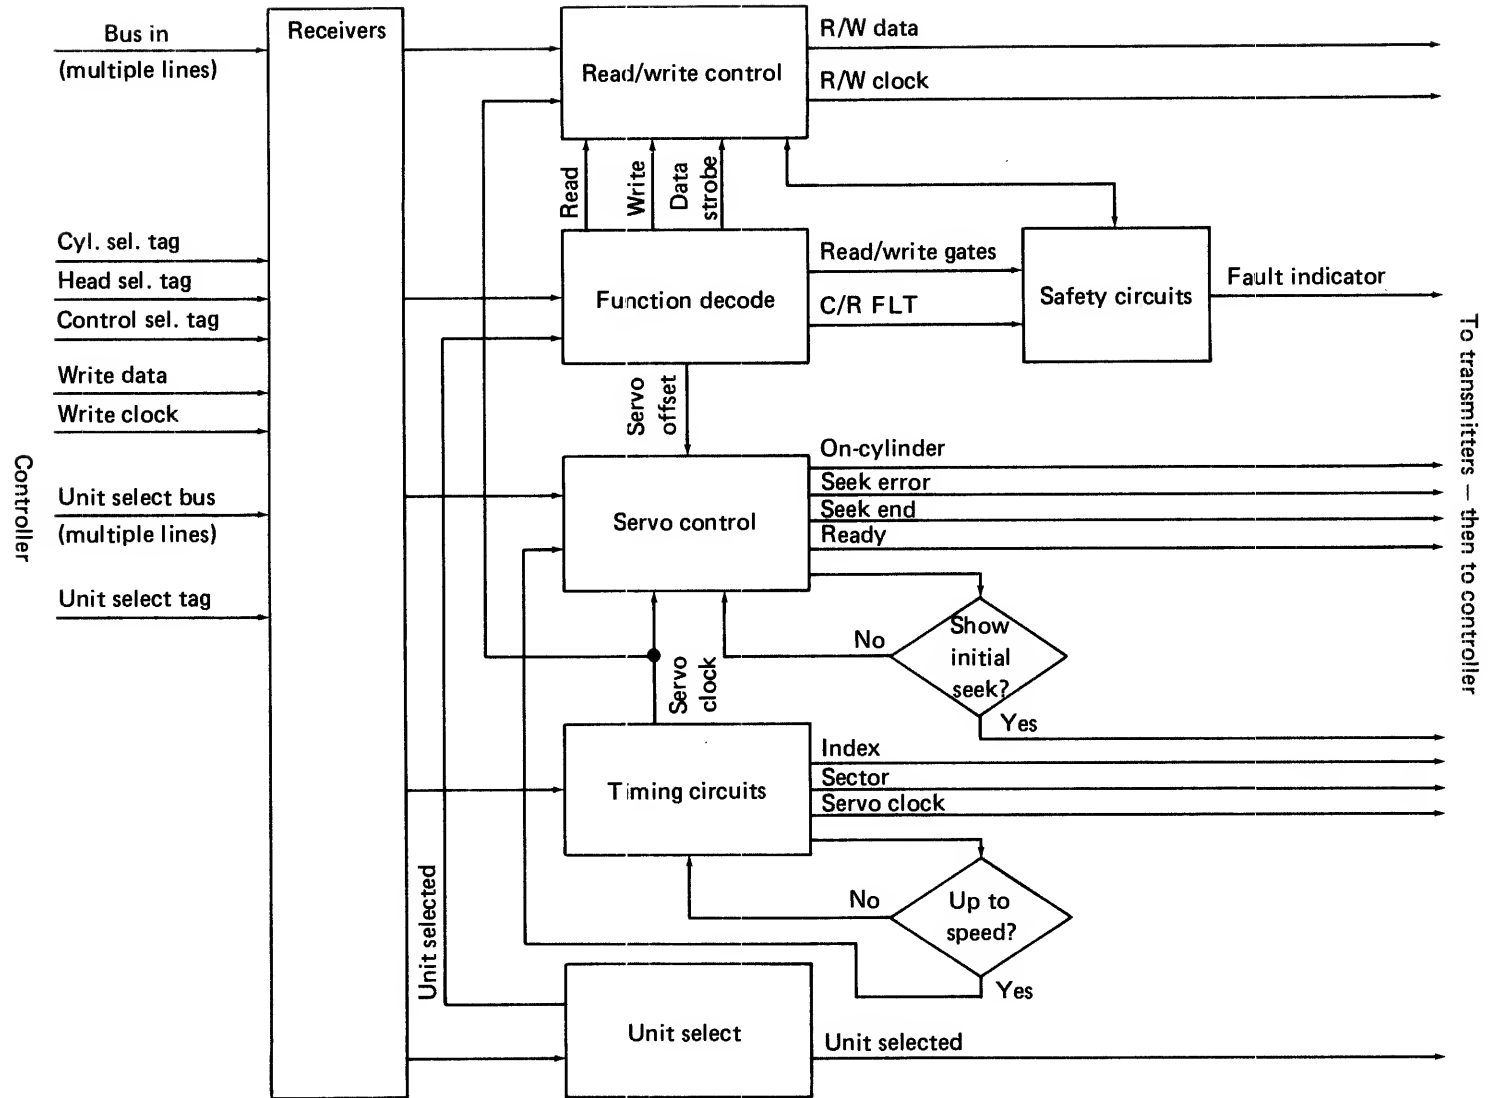 Controller
Bus in
(multiple lines)
Cyl. sel. tag
Head sel. tag
Control sel. tag
Write data
Write clock
Unit select bus
(multiple lines)
Unit select tag
Receivers
Read/write control
R/W data
R/W clock
Read
Write
Data
strobe
Function decode
Read/write gates
C/R FLT
Safety circuits
Fault indicator
Servo
offset
Servo control
On-cylinder
Seek error
Seek end
Ready
Show
initial
seek?
No
Yes
Servo
clock
Timing circuits
Index
Sector
Servo clock
Up to
speed?
No
Yes
Unit selected
Unit select
Unit selected
To transmitters — then to controller